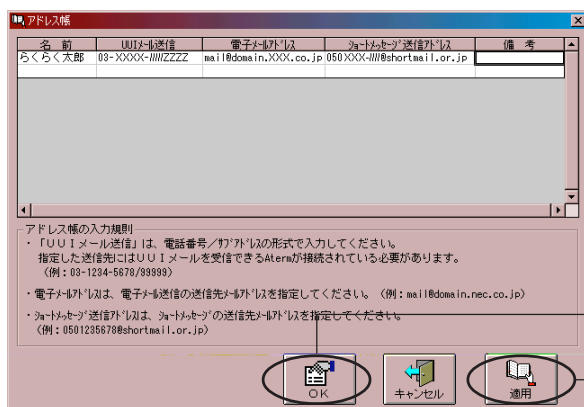 アドレス帳
名 前 UUIメール送信 電子メールアドレス ショートメッセージ送信アドレス 備 考
らくらく太郎 03-XXXX-/////ZZZZ mail@domain.XXX.co.jp 050XXX-////@shortmail.or.jp
アドレス帳の入力規則
・「UUIメール送信」は、電話番号/サブアドレスの形式で入力してください。
指定した送信先にはUUIメールを受信できるAtermが接続されている必要があります。
(例:03-1234-5678/99999)
・電子メールアドレスは、電子メール送信の送信先メールアドレスを指定してください。 (例:mail@domain.nec.co.jp)
・ショートメッセージ送信アドレスは、ショートメッセージの送信先メールアドレスを指定してください。
(例:0501235678@shortmail.or.jp)
OK キャンセル 適用